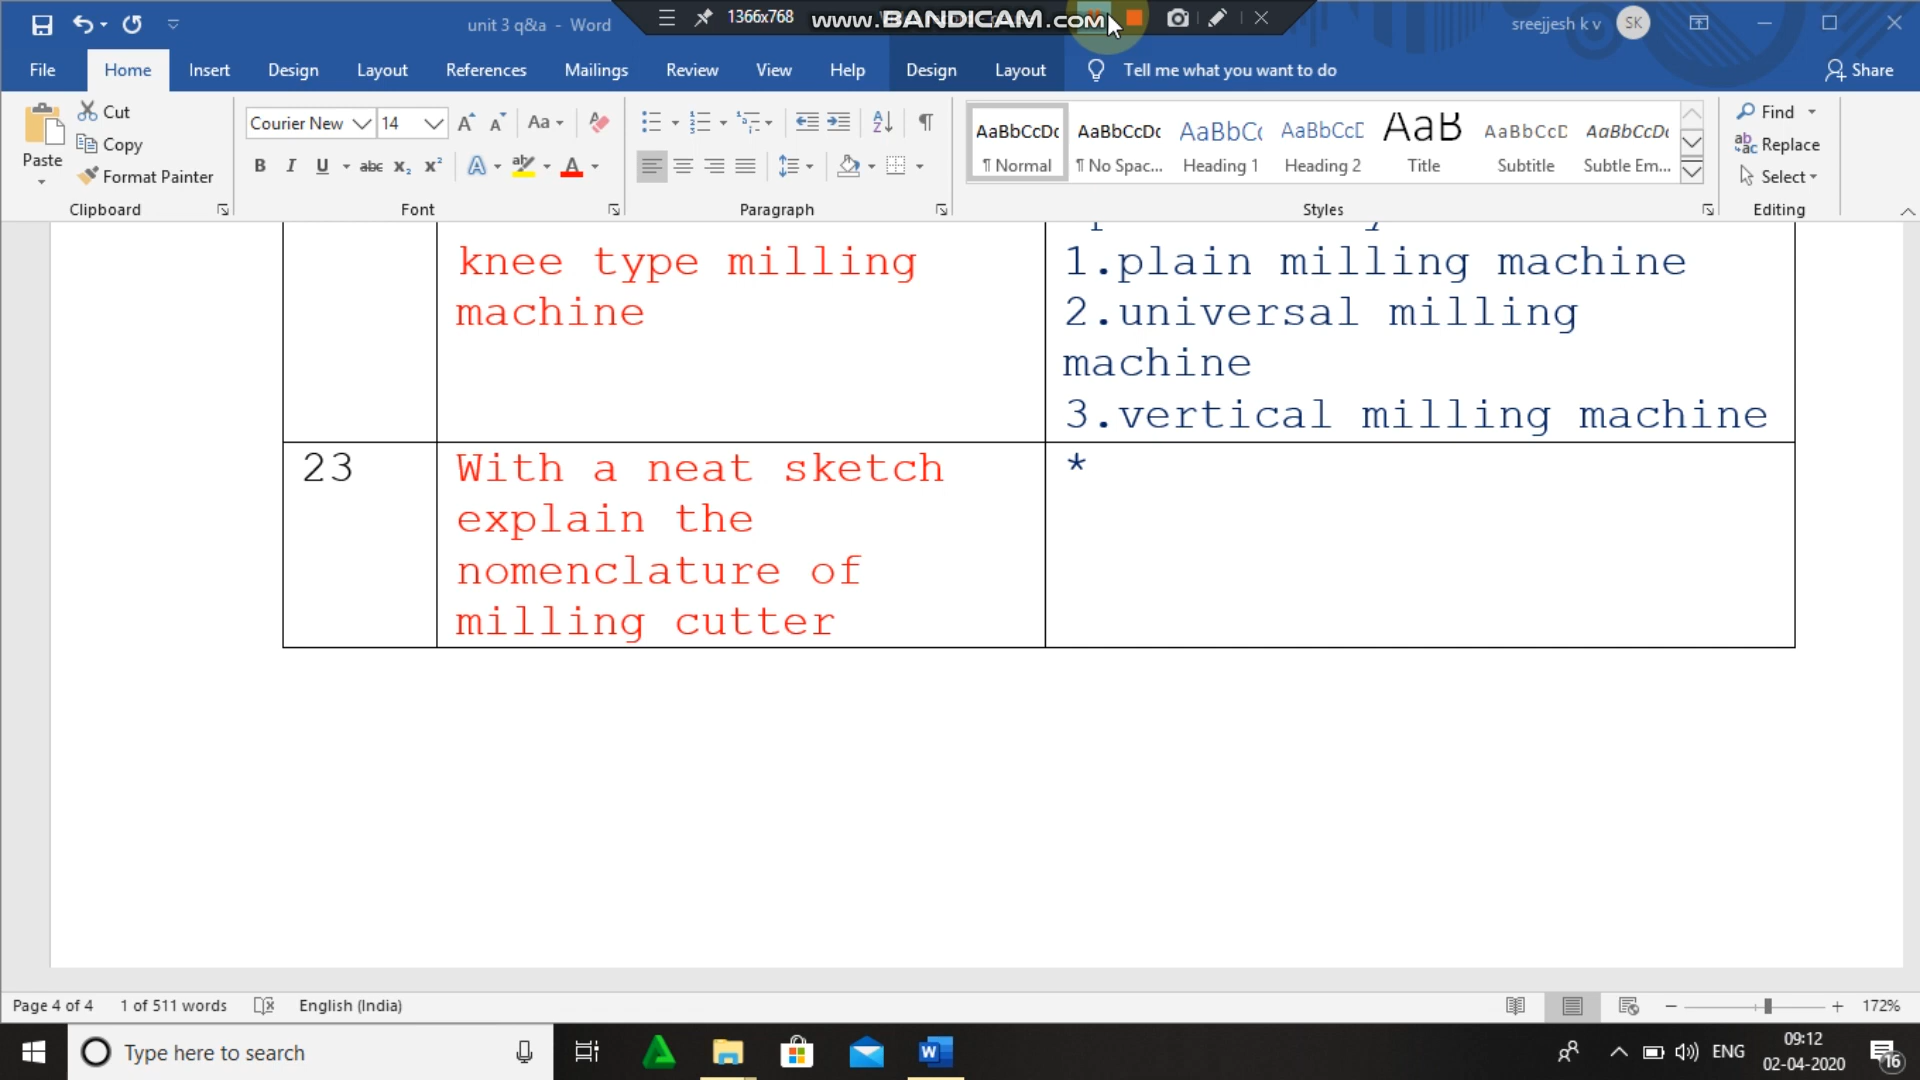 unit 3 q&a - Word
1366x768
www.BANDICAM.COM
sreejjesh k v
SK
File
Home
Insert
Design
Layout
References
Mailings
Review
View
Help
Design
Layout
Tell me what you want to do
Share
Paste
Cut
Copy
Format Painter
Clipboard
Courier New
14
Font
Paragraph
AaBbCcDc
¶ Normal
AaBbCcDc
¶ No Spac...
AaBbCc
Heading 1
AaBbCcD
Heading 2
AaB
Title
AaBbCcD
Subtitle
AaBbCcDc
Subtle Em...
Styles
Find
Replace
Select
Editing
knee type milling
machine
1.plain milling machine
2.universal milling
machine
3.vertical milling machine
23
With a neat sketch
explain the
nomenclature of
milling cutter
*
Page 4 of 4
1 of 511 words
English (India)
172%
Type here to search
ENG
09:12
02-04-2020
16